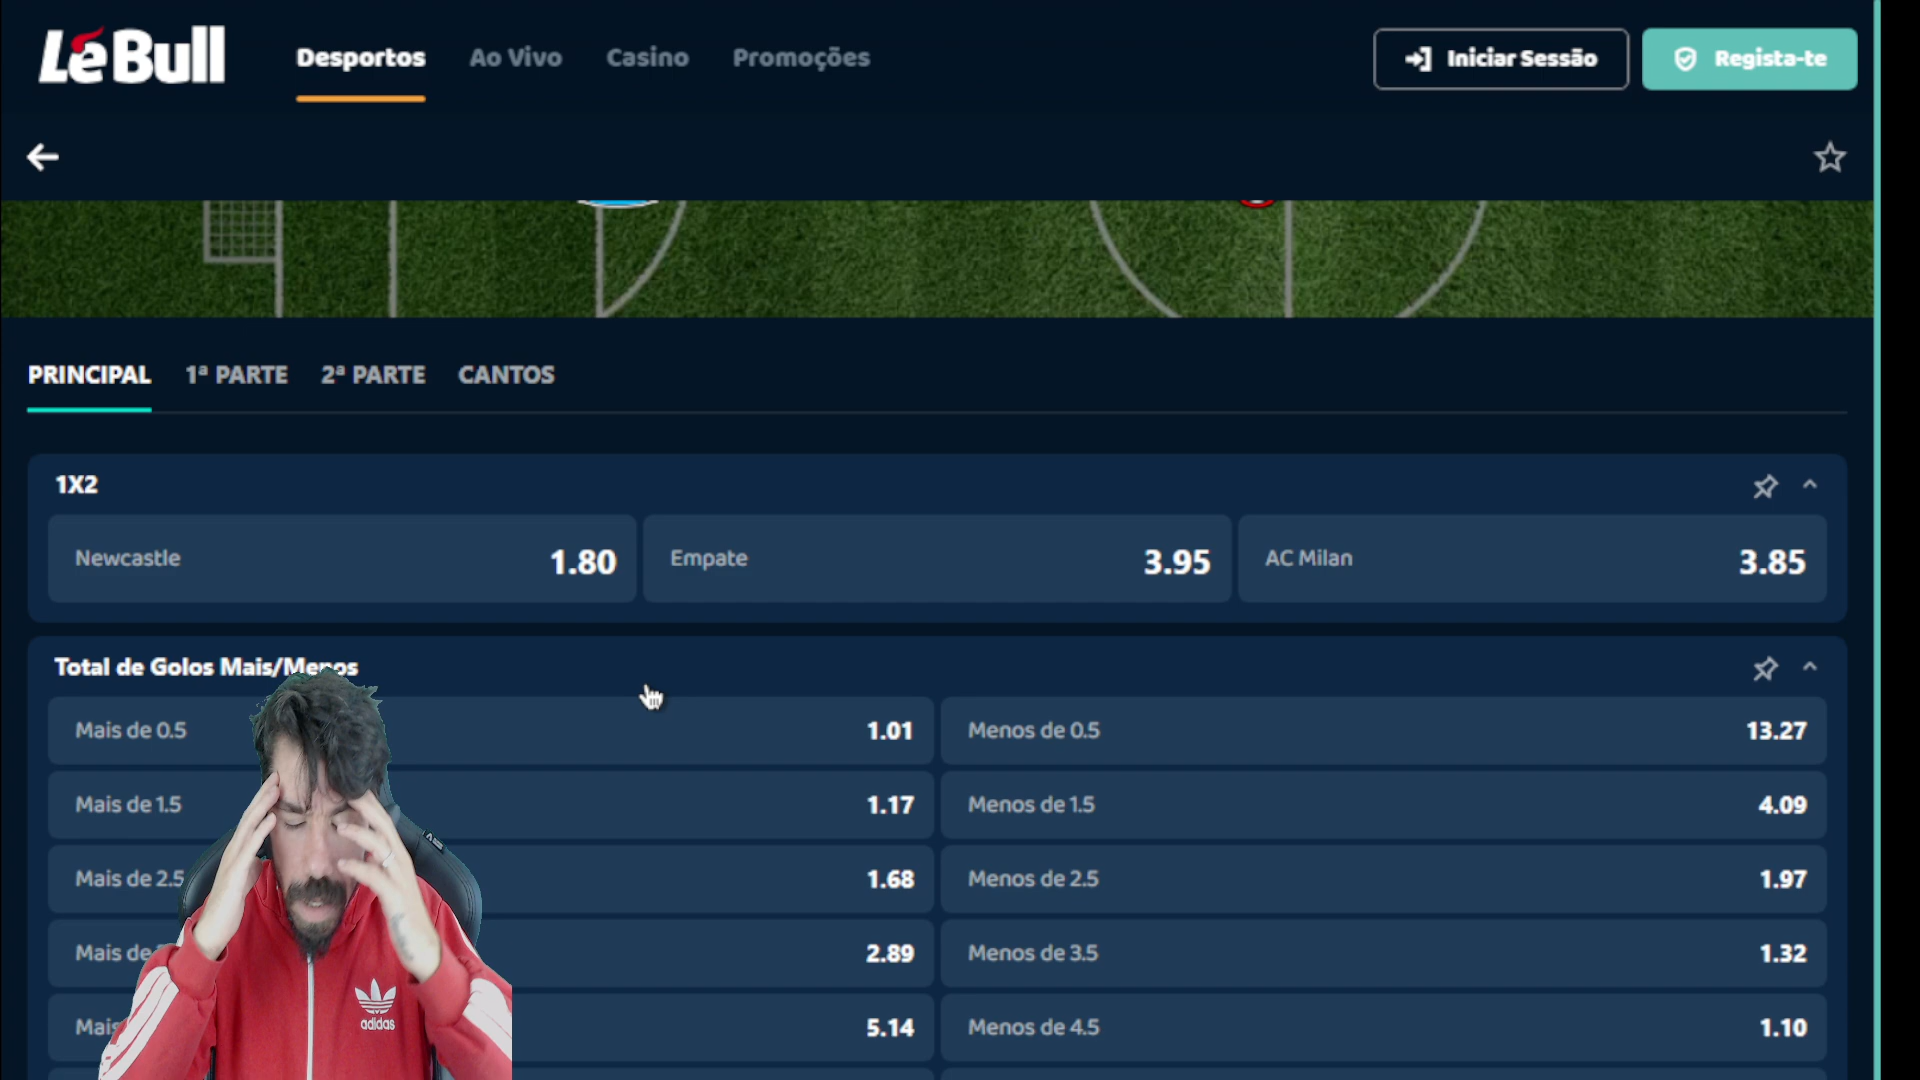 LeBull
Desportos Ao Vivo Casino Promoções Iniciar Sessão Regista-te
PRINCIPAL 1ª PARTE 2ª PARTE CANTOS
1X2
Newcastle 1.80 Empate 3.95 AC Milan 3.85
Total de Golos Mais/Menos
Mais de 0.5 1.01 Menos de 0.5 13.27
Mais de 1.5 1.17 Menos de 1.5 4.09
Mais de 2.5 1.68 Menos de 2.5 1.97
Mais de 2.89 Menos de 3.5 1.32
Mais 5.14 Menos de 4.5 1.10
adidas